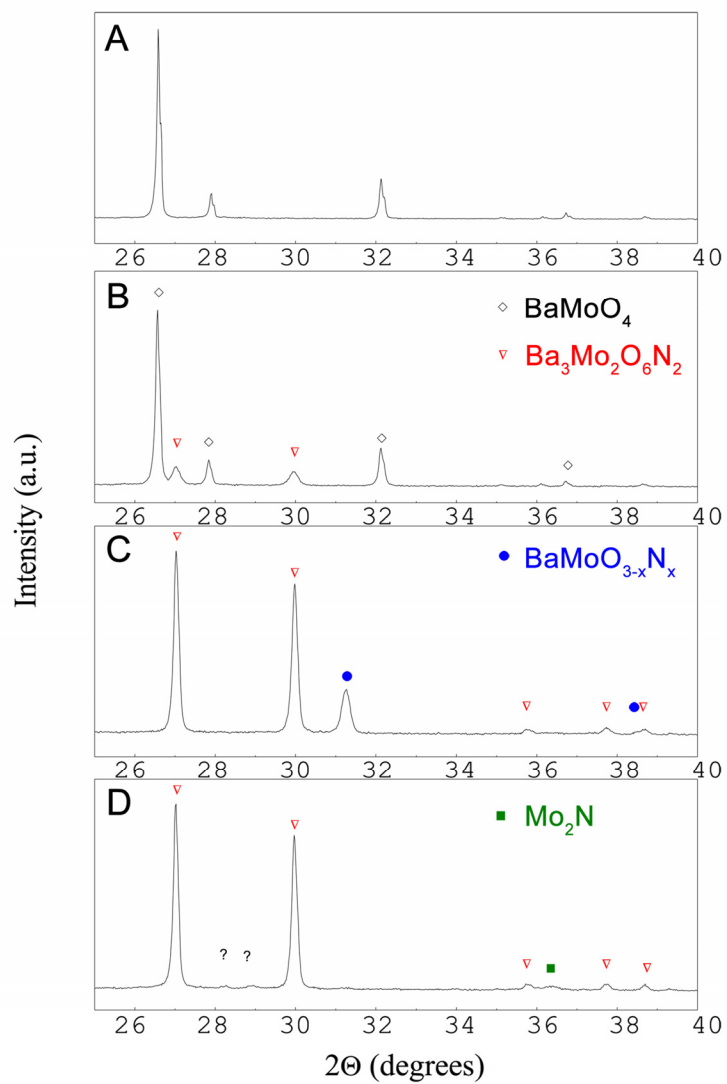 A
26 28 30 32 34 36 38 40
B
BaMoO₄
Ba₃Mo₂O₆N₂
26 28 30 32 34 36 38 40
C
BaMoO₃₋ₓNₓ
26 28 30 32 34 36 38 40
D
Mo₂N
? ?
26 28 30 32 34 36 38 40
2Θ (degrees)
Intensity (a.u.)